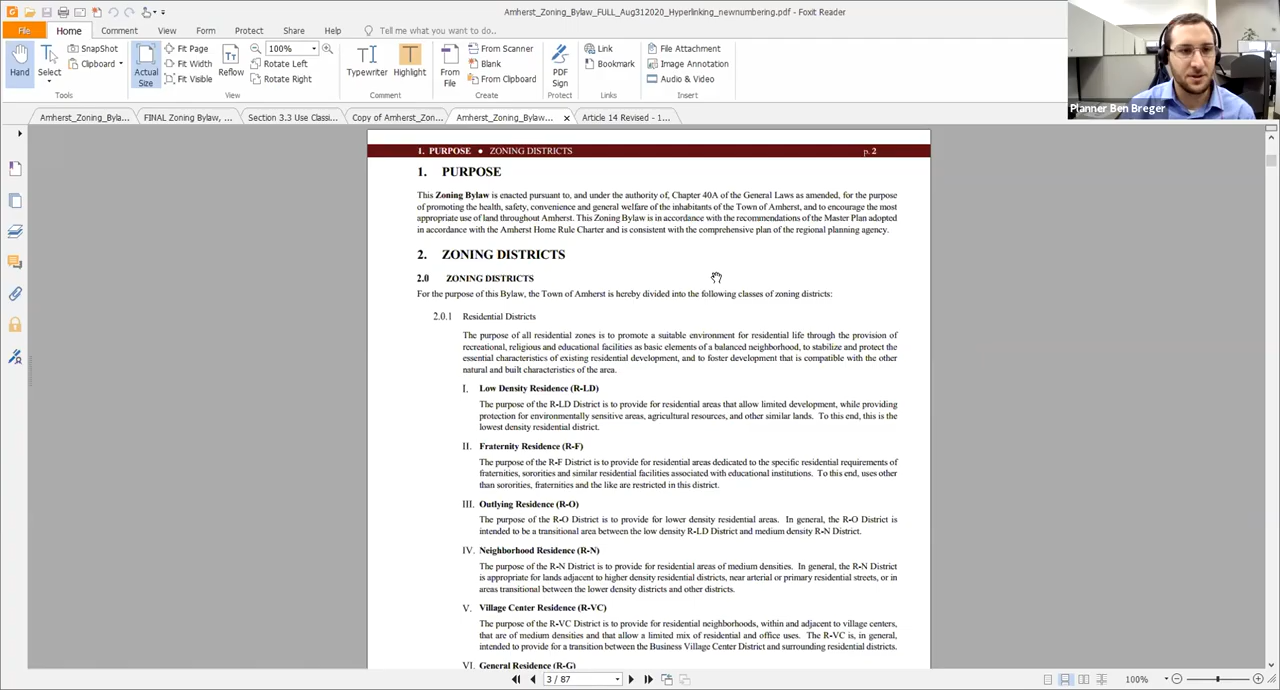 Amherst_Zoning_Bylaw_FULL_Aug312020_Hyperlinking_newnumbering.pdf - Foxit Reader
File Home Comment View Form Protect Share Help Tell me what you want to do..
Hand Select SnapShot Clipboard Actual Size Fit Page Fit Width Fit Visible Reflow 100% Rotate Left Rotate Right Typewriter Highlight From File From Scanner Blank From Clipboard PDF Sign Link Bookmark File Attachment Image Annotation Audio & Video
Tools View Comment Create Protect Links Insert
Planner Ben Breger
Amherst_Zoning_Byla... FINAL Zoning Bylaw, ... Section 3.3 Use Classi... Copy of Amherst_Zon... Amherst_Zoning_Bylaw... Article 14 Revised - 1...
1. PURPOSE • ZONING DISTRICTS p. 2
1. PURPOSE
This Zoning Bylaw is enacted pursuant to, and under the authority of, Chapter 40A of the General Laws as amended, for the purpose
of promoting the health, safety, convenience and general welfare of the inhabitants of the Town of Amherst, and to encourage the most
appropriate use of land throughout Amherst. This Zoning Bylaw is in accordance with the recommendations of the Master Plan adopted
in accordance with the Amherst Home Rule Charter and is consistent with the comprehensive plan of the regional planning agency.
2. ZONING DISTRICTS
2.0 ZONING DISTRICTS
For the purpose of this Bylaw, the Town of Amherst is hereby divided into the following classes of zoning districts:
2.0.1 Residential Districts
The purpose of all residential zones is to promote a suitable environment for residential life through the provision of
recreational, religious and educational facilities as basic elements of a balanced neighborhood, to stabilize and protect the
essential characteristics of existing residential development, and to foster development that is compatible with the other
natural and built characteristics of the area.
I. Low Density Residence (R-LD)
The purpose of the R-LD District is to provide for residential areas that allow limited development, while providing
protection for environmentally sensitive areas, agricultural resources, and other similar lands. To this end, this is the
lowest density residential district.
II. Fraternity Residence (R-F)
The purpose of the R-F District is to provide for residential areas dedicated to the specific residential requirements of
fraternities, sororities and similar residential facilities associated with educational institutions. To this end, uses other
than sororities, fraternities and the like are restricted in this district.
III. Outlying Residence (R-O)
The purpose of the R-O District is to provide for lower density residential areas. In general, the R-O District is
intended to be a transitional area between the low density R-LD District and medium density R-N District.
IV. Neighborhood Residence (R-N)
The purpose of the R-N District is to provide for residential areas of medium densities. In general, the R-N District
is appropriate for lands adjacent to higher density residential districts, near arterial or primary residential streets, or in
areas transitional between the lower density districts and other districts.
V. Village Center Residence (R-VC)
The purpose of the R-VC District is to provide for residential neighborhoods, within and adjacent to village centers,
that are of medium densities and that allow a limited mix of residential and office uses. The R-VC is, in general,
intended to provide for a transition between the Business Village Center District and surrounding residential districts.
VI. General Residence (R-G)
3 / 87
100%